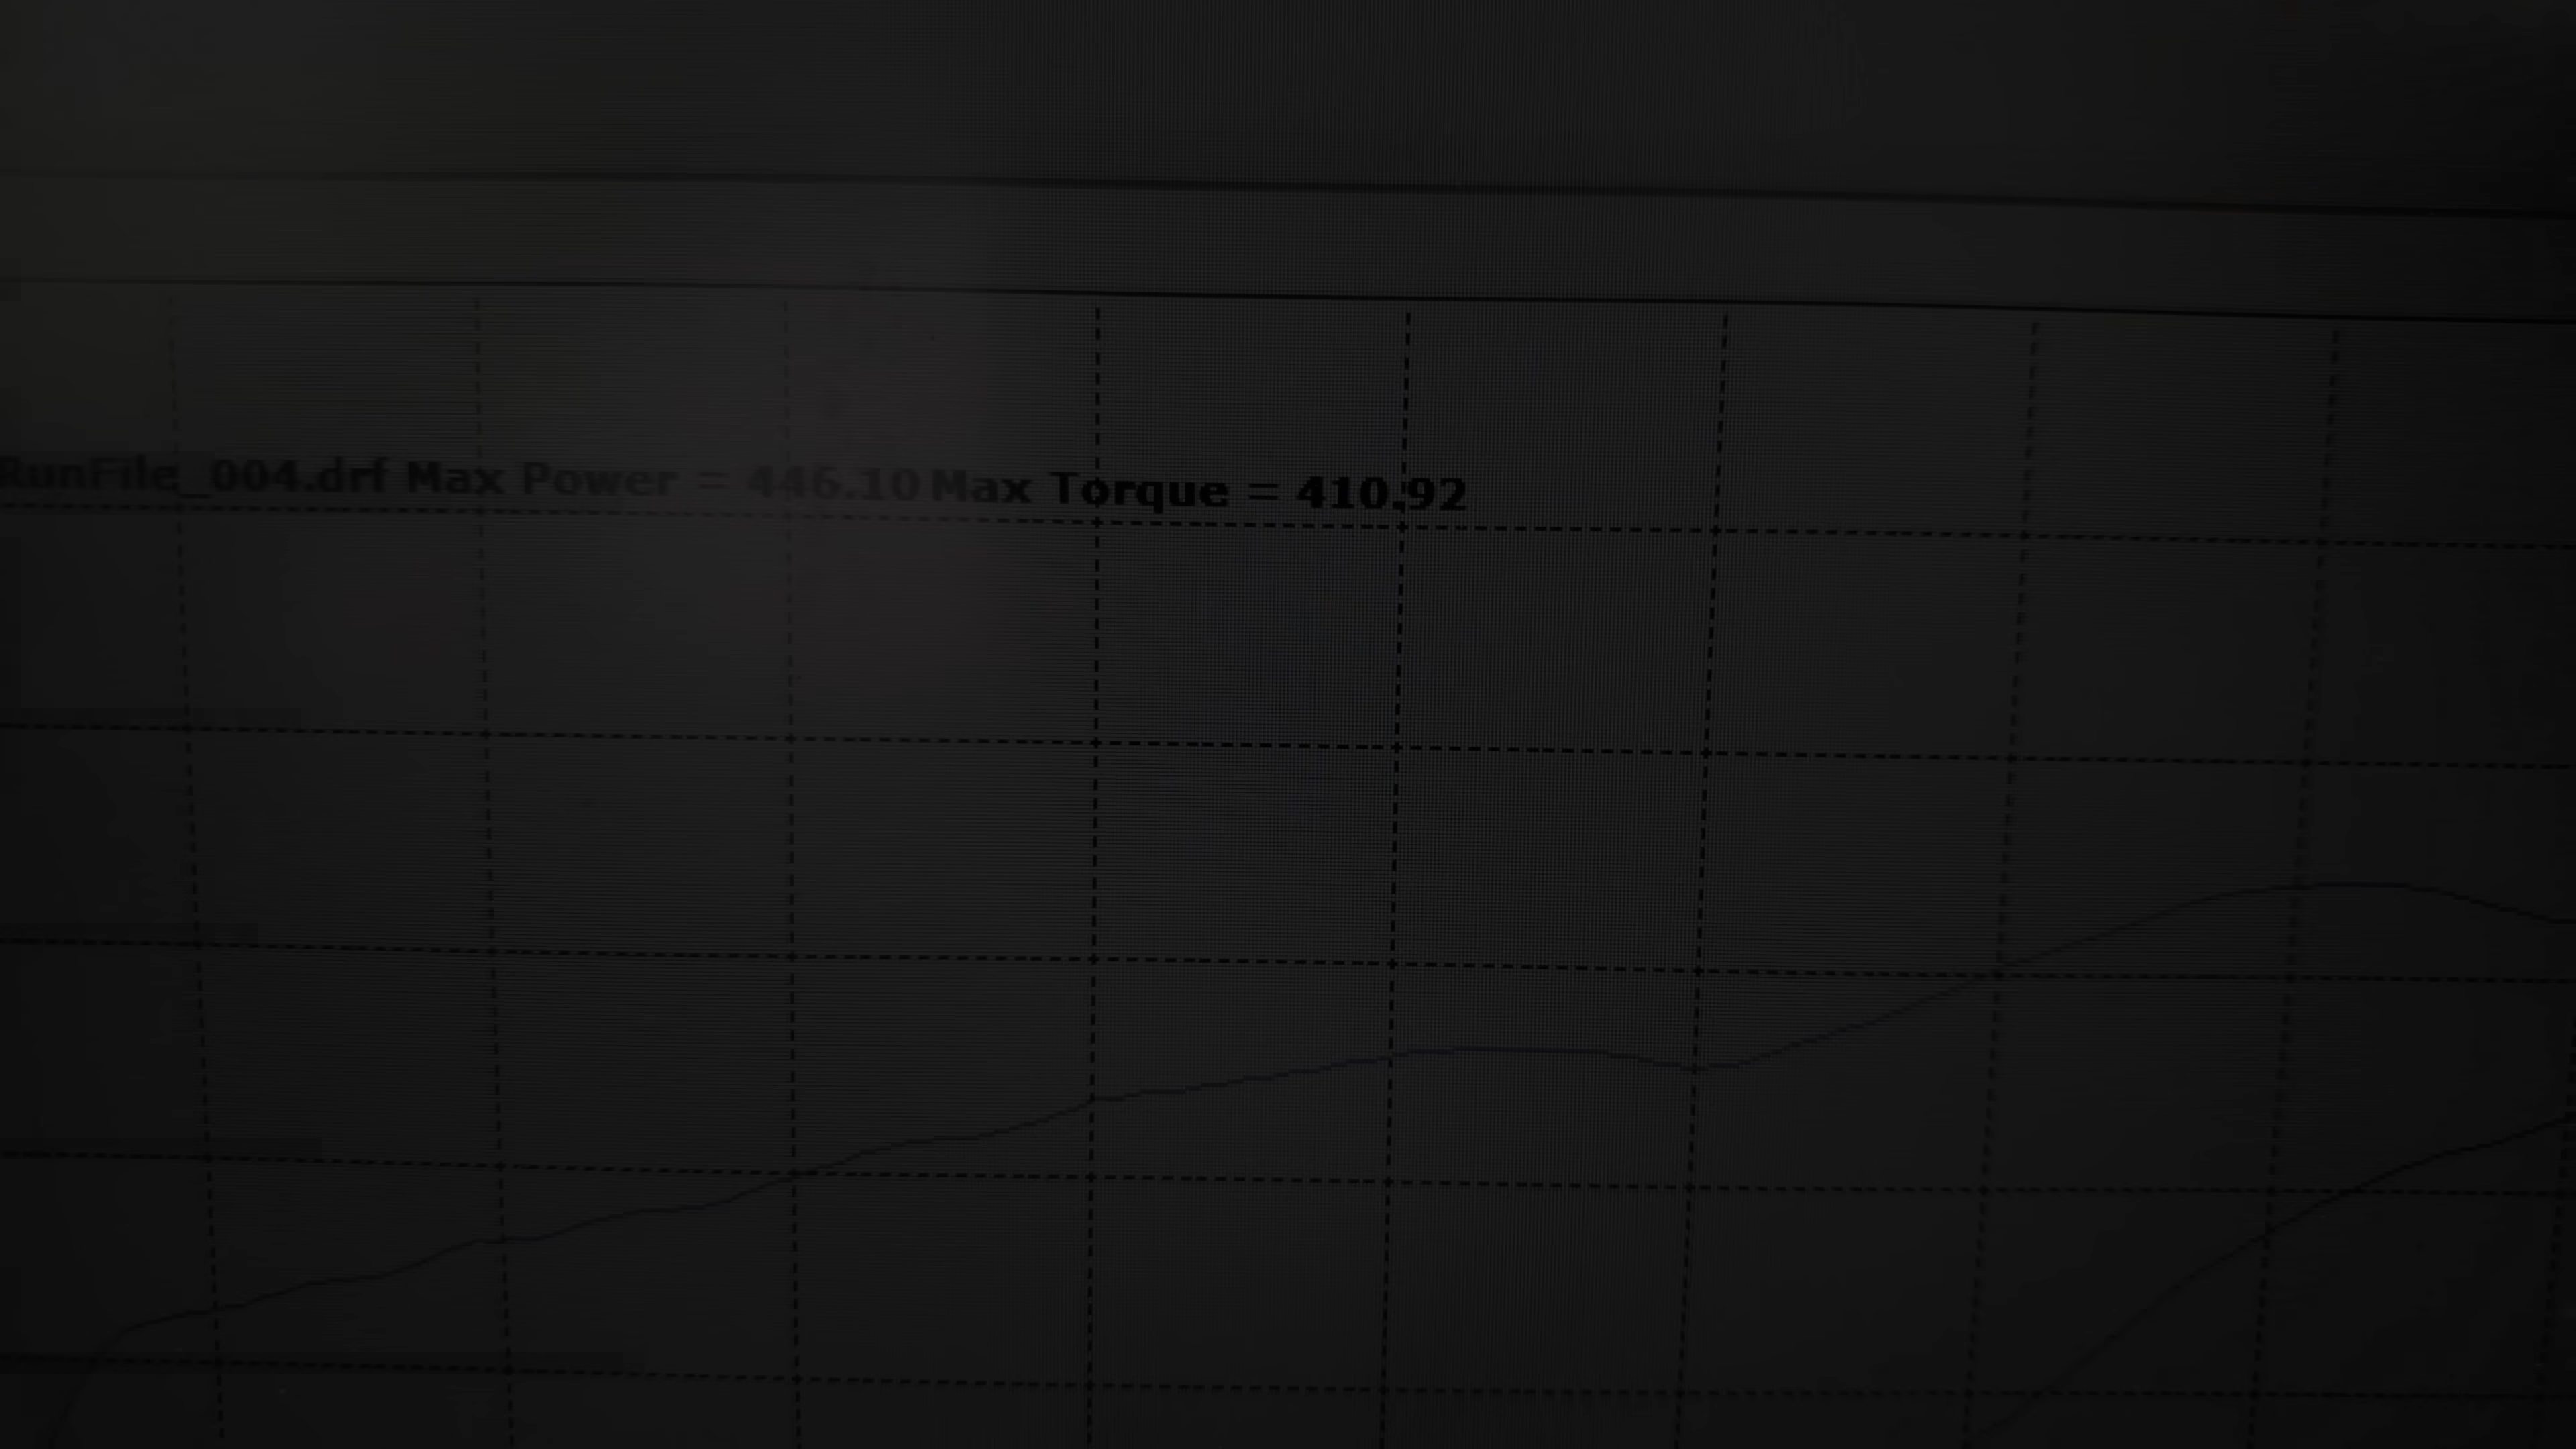 RunFile_004.drf Max Power = 446.10 Max Torque = 410.92